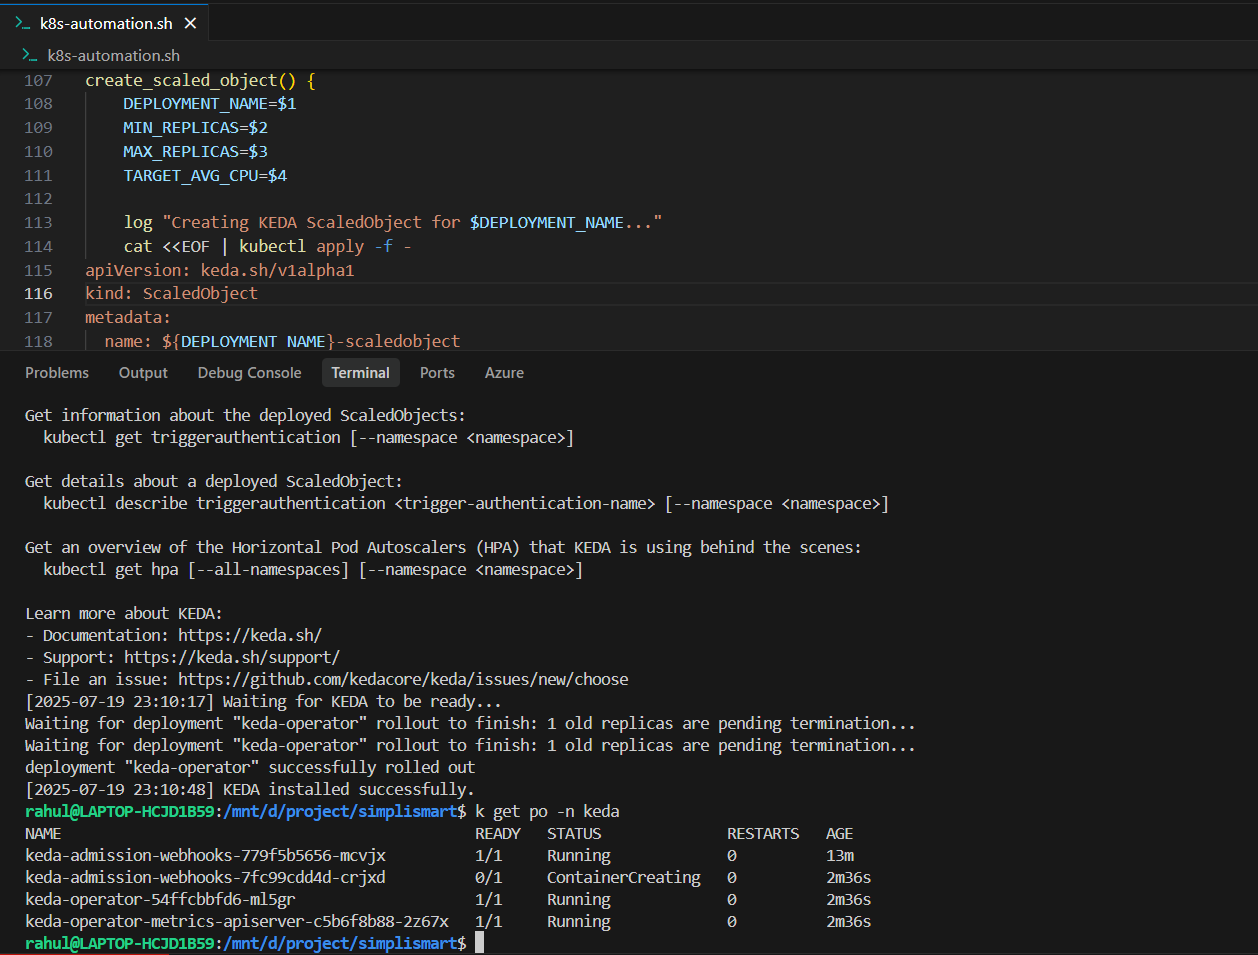 k8s-automation.sh
k8s-automation.sh
107 create_scaled_object() {
108     DEPLOYMENT_NAME=$1
109     MIN_REPLICAS=$2
110     MAX_REPLICAS=$3
111     TARGET_AVG_CPU=$4
112
113     log "Creating KEDA ScaledObject for $DEPLOYMENT_NAME..."
114     cat <<EOF | kubectl apply -f -
115 apiVersion: keda.sh/v1alpha1
116 kind: ScaledObject
117 metadata:
118   name: ${DEPLOYMENT_NAME}-scaledobject
Problems Output Debug Console Terminal Ports Azure
Get information about the deployed ScaledObjects:
  kubectl get triggerauthentication [--namespace <namespace>]
Get details about a deployed ScaledObject:
  kubectl describe triggerauthentication <trigger-authentication-name> [--namespace <namespace>]
Get an overview of the Horizontal Pod Autoscalers (HPA) that KEDA is using behind the scenes:
  kubectl get hpa [--all-namespaces] [--namespace <namespace>]
Learn more about KEDA:
- Documentation: https://keda.sh/
- Support: https://keda.sh/support/
- File an issue: https://github.com/kedacore/keda/issues/new/choose
[2025-07-19 23:10:17] Waiting for KEDA to be ready...
Waiting for deployment "keda-operator" rollout to finish: 1 old replicas are pending termination...
Waiting for deployment "keda-operator" rollout to finish: 1 old replicas are pending termination...
deployment "keda-operator" successfully rolled out
[2025-07-19 23:10:48] KEDA installed successfully.
rahul@LAPTOP-HCJD1B59:/mnt/d/project/simplismart$ k get po -n keda
NAME READY STATUS RESTARTS AGE
keda-admission-webhooks-779f5b5656-mcvjx 1/1 Running 0 13m
keda-admission-webhooks-7fc99cdd4d-crjxd 0/1 ContainerCreating 0 2m36s
keda-operator-54ffcbbfd6-ml5gr 1/1 Running 0 2m36s
keda-operator-metrics-apiserver-c5b6f8b88-2z67x 1/1 Running 0 2m36s
rahul@LAPTOP-HCJD1B59:/mnt/d/project/simplismart$